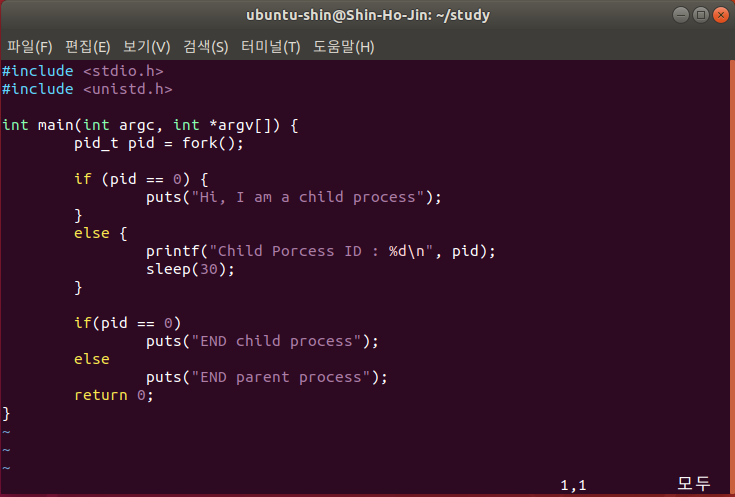 ubuntu-shin@Shin-Ho-Jin: ~/study
파일(F) 편집(E) 보기(V) 검색(S) 터미널(T) 도움말(H)
#include <stdio.h>
#include <unistd.h>
int main(int argc, int *argv[]) {
pid_t pid = fork();
if (pid == 0) {
puts("Hi, I am a child process");
}
else {
printf("Child Porcess ID : %d\n", pid);
sleep(30);
}
if(pid == 0)
puts("END child process");
else
puts("END parent process");
return 0;
}
~
~
~
1,1 모두